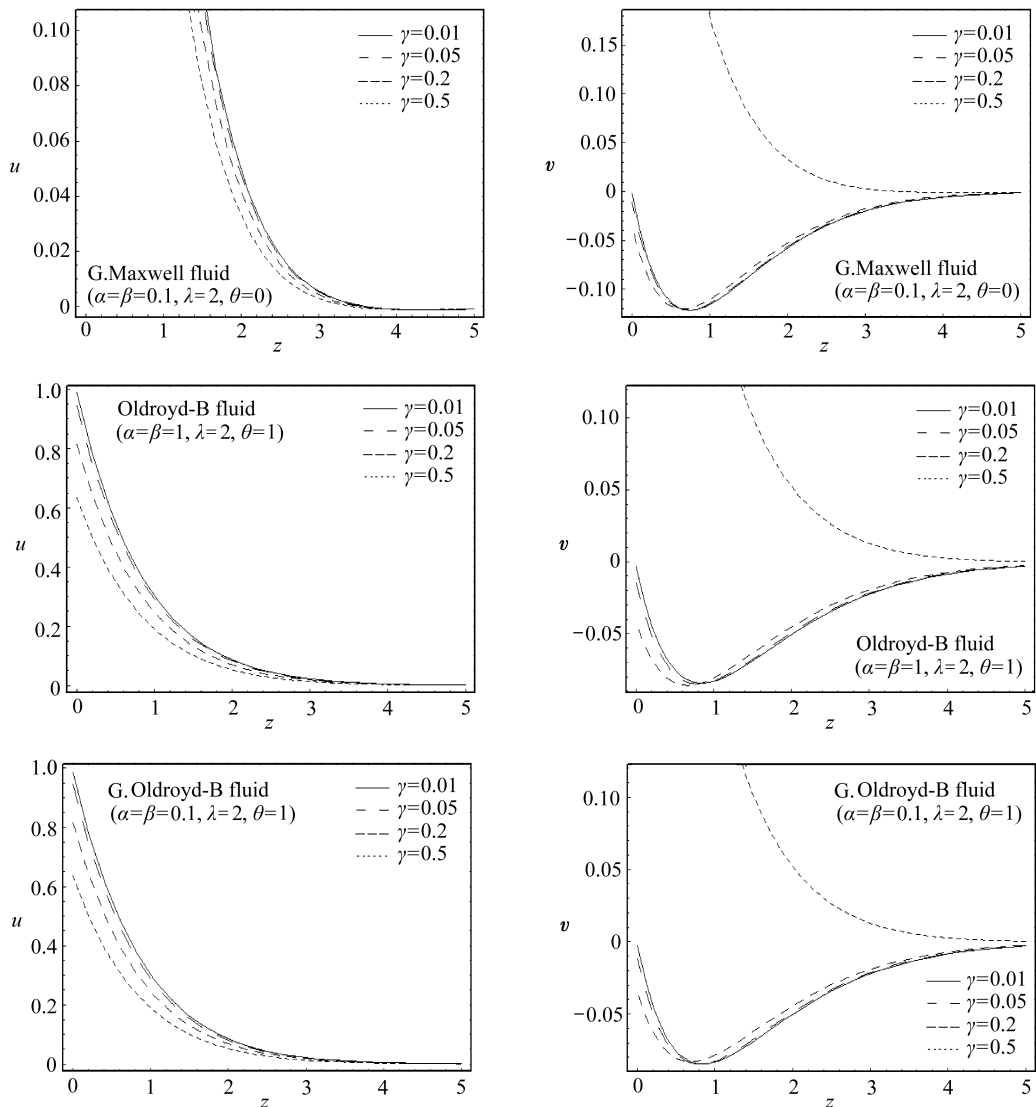 0.10
0.08
0.06
0.04
0.02
0
u
γ=0.01
γ=0.05
γ=0.2
γ=0.5
G.Maxwell fluid
(α=β=0.1, λ=2, θ=0)
0 1 2 3 4 5
z
0.15
0.10
0.05
0
−0.05
−0.10
v
γ=0.01
γ=0.05
γ=0.2
γ=0.5
G.Maxwell fluid
(α=β=0.1, λ=2, θ=0)
0 1 2 3 4 5
z
1.0
0.8
0.6
0.4
0.2
0
u
Oldroyd-B fluid
(α=β=1, λ=2, θ=1)
γ=0.01
γ=0.05
γ=0.2
γ=0.5
0 1 2 3 4 5
z
0.10
0.05
0
−0.05
v
γ=0.01
γ=0.05
γ=0.2
γ=0.5
Oldroyd-B fluid
(α=β=1, λ=2, θ=1)
0 1 2 3 4 5
z
1.0
0.8
0.6
0.4
0.2
0
u
G.Oldroyd-B fluid
(α=β=0.1, λ=2, θ=1)
γ=0.01
γ=0.05
γ=0.2
γ=0.5
0 1 2 3 4 5
z
0.10
0.05
0
−0.05
v
G.Oldroyd-B fluid
(α=β=0.1, λ=2, θ=1)
γ=0.01
γ=0.05
γ=0.2
γ=0.5
0 1 2 3 4 5
z